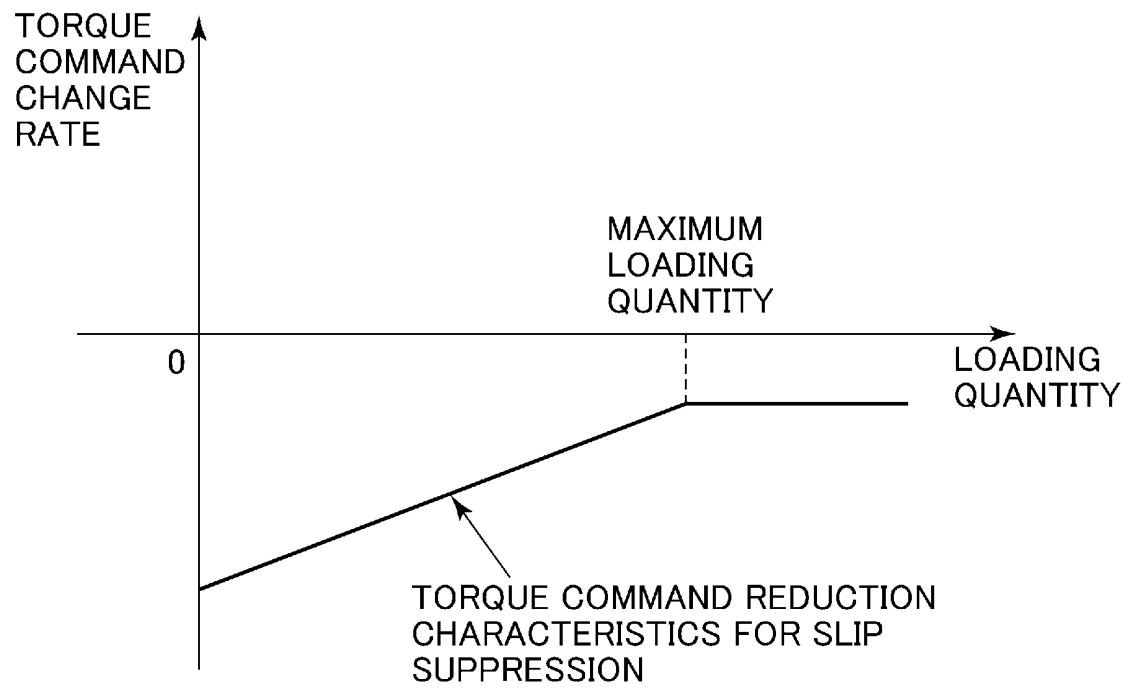 TORQUE
COMMAND
CHANGE
RATE
MAXIMUM
LOADING
QUANTITY
0
LOADING
QUANTITY
TORQUE COMMAND REDUCTION
CHARACTERISTICS FOR SLIP
SUPPRESSION